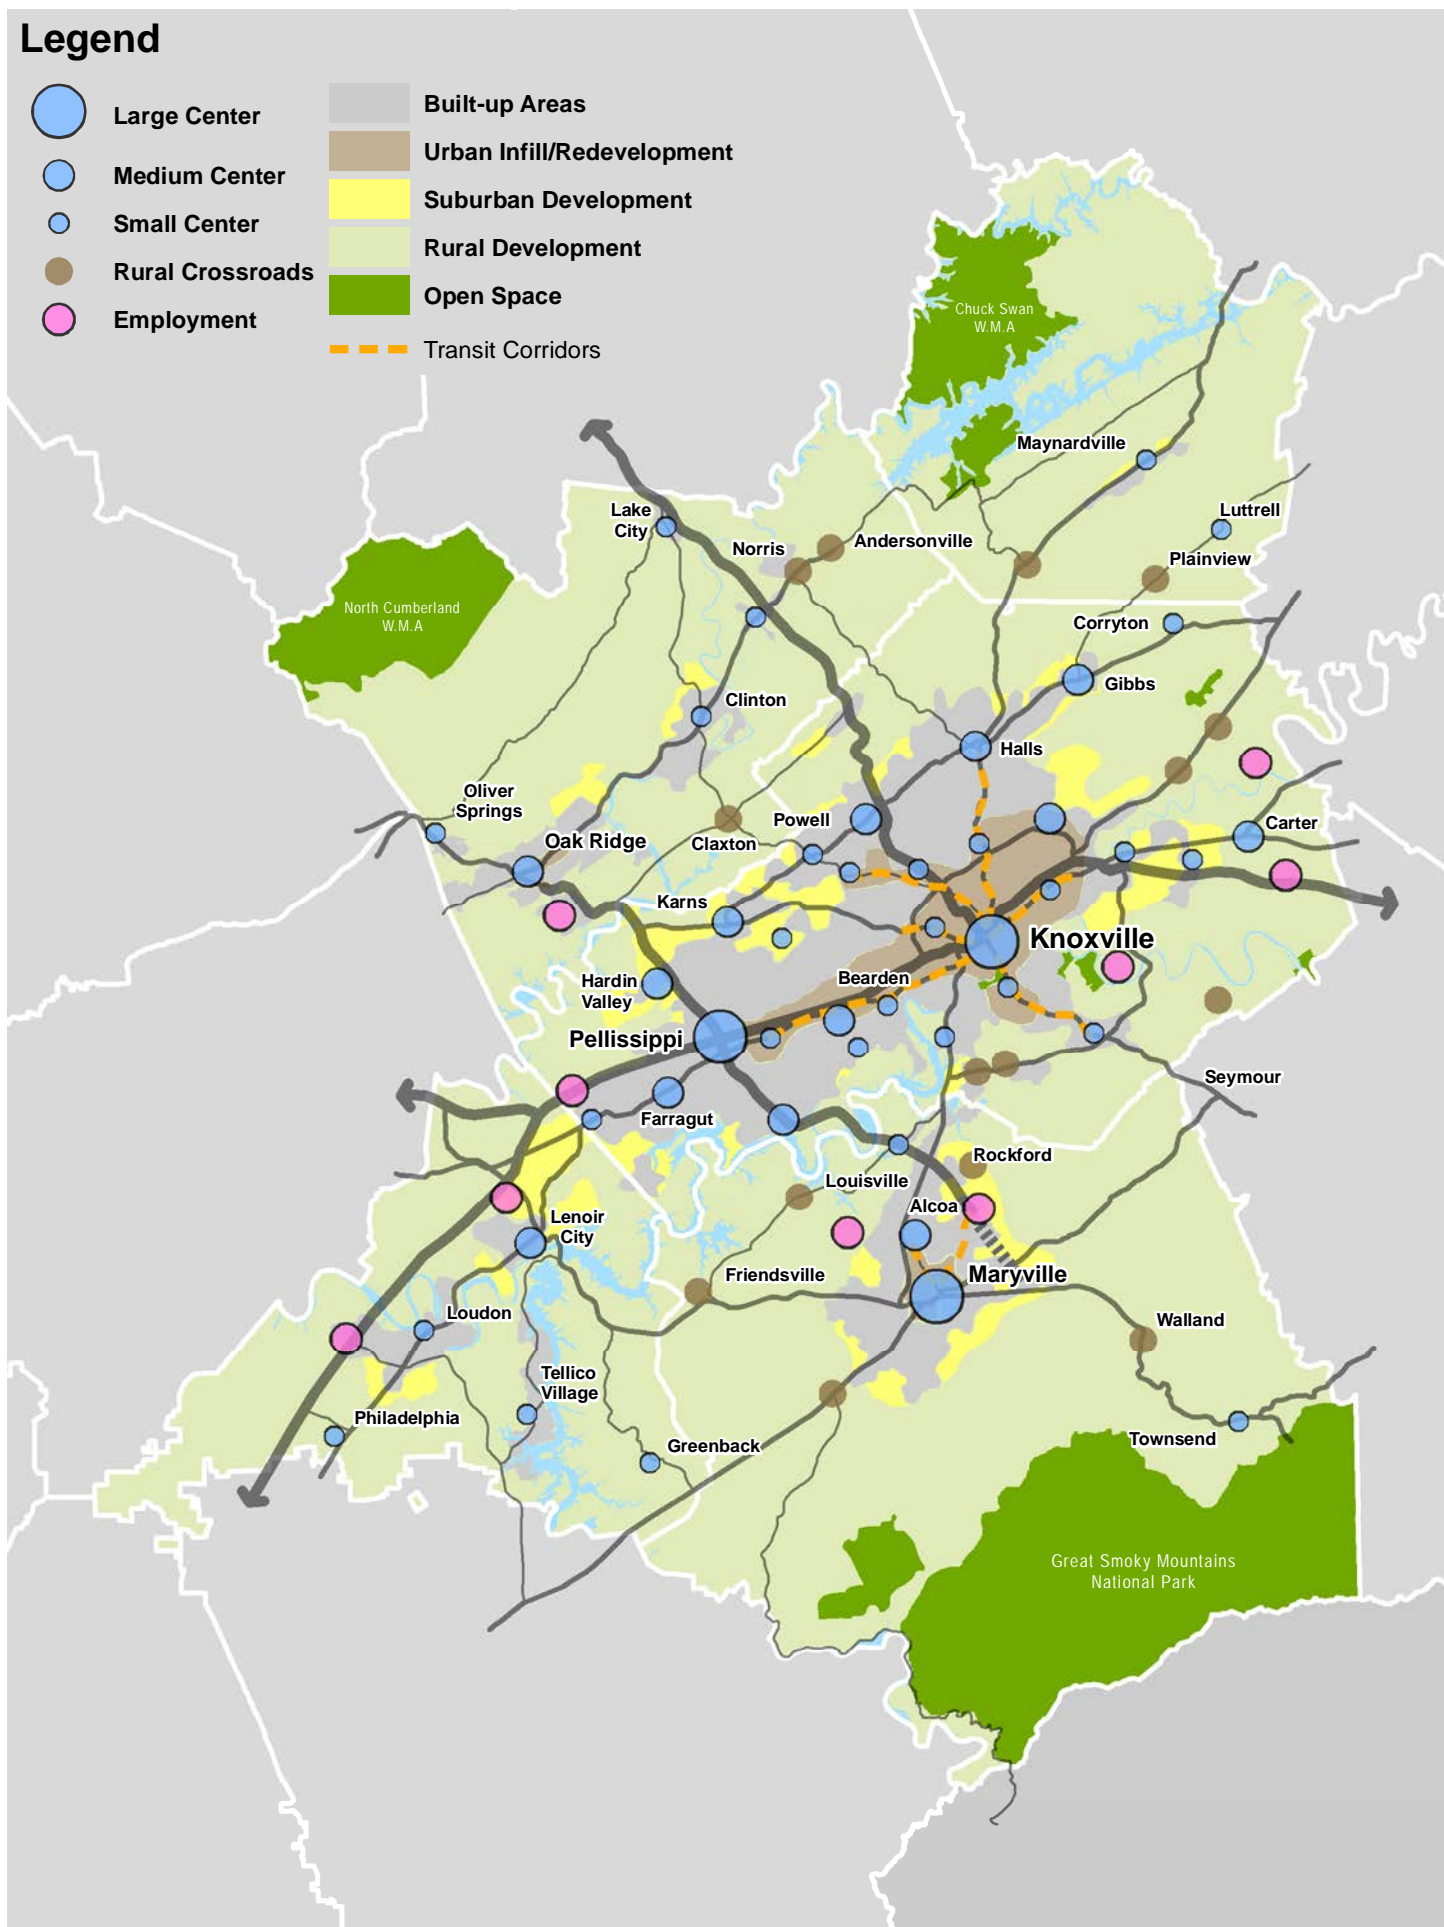 Legend
Large Center
Medium Center
Small Center
Rural Crossroads
Employment
Built-up Areas
Urban Infill/Redevelopment
Suburban Development
Rural Development
Open Space
Transit Corridors
Chuck Swan
W.M.A
Maynardville
Lake
City
Luttrell
Norris
Andersonville
Plainview
North Cumberland
W.M.A
Corryton
Gibbs
Clinton
Halls
Oliver
Springs
Oak Ridge
Powell
Claxton
Carter
Karns
Knoxville
Hardin
Valley
Bearden
Pellissippi
Seymour
Farragut
Rockford
Louisville
Alcoa
Lenoir
City
Friendsville
Maryville
Loudon
Walland
Tellico
Village
Philadelphia
Townsend
Greenback
Great Smoky Mountains
National Park